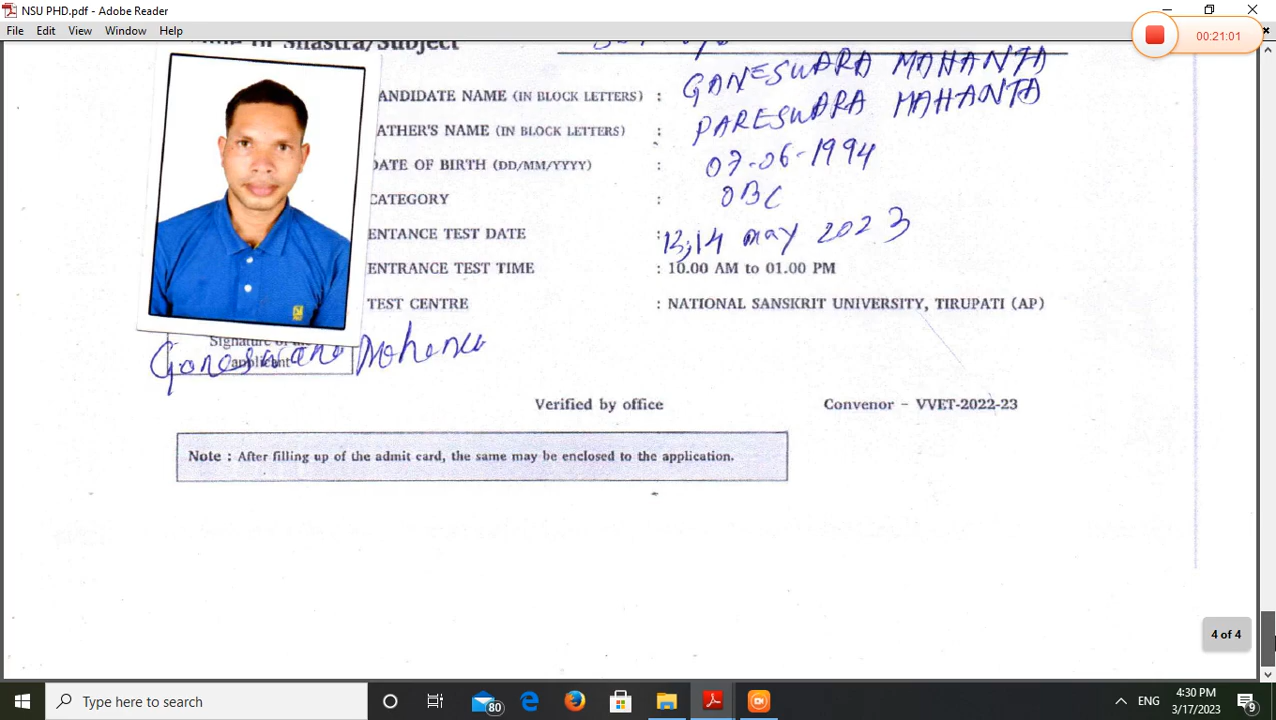 NSU PHD.pdf - Adobe Reader
File Edit View Window Help
00:21:01
Shastra/Subject
ANDIDATE NAME (IN BLOCK LETTERS) : GANESWARA MAHANTA
ATHER'S NAME (IN BLOCK LETTERS) : PARESWARA MAHANTA
DATE OF BIRTH (DD/MM/YYYY) : 07-06-1994
CATEGORY : OBC
ENTANCE TEST DATE : 13,14 may 2023
ENTRANCE TEST TIME : 10.00 AM to 01.00 PM
TEST CENTRE : NATIONAL SANSKRIT UNIVERSITY, TIRUPATI (AP)
Signature of the
applicant
Verified by office Convenor – VVET-2022-23
Note : After filling up of the admit card, the same may be enclosed to the application.
4 of 4
Type here to search 80 ENG 4:30 PM
3/17/2023 9